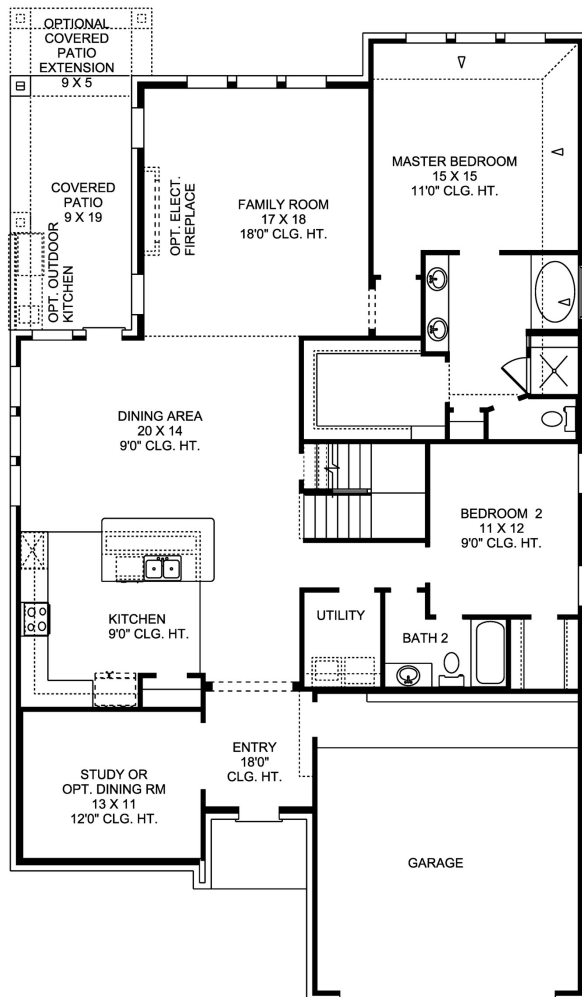 OPTIONAL
COVERED
PATIO
EXTENSION
9 X 5
MASTER BEDROOM
15 X 15
11'0" CLG. HT.
COVERED
PATIO
9 X 19
FAMILY ROOM
17 X 18
18'0" CLG. HT.
OPT. ELECT.
FIREPLACE
OPT. OUTDOOR
KITCHEN
DINING AREA
20 X 14
9'0" CLG. HT.
BEDROOM 2
11 X 12
9'0" CLG. HT.
KITCHEN
9'0" CLG. HT.
UTILITY
BATH 2
ENTRY
18'0"
CLG. HT.
STUDY OR
OPT. DINING RM
13 X 11
12'0" CLG. HT.
GARAGE